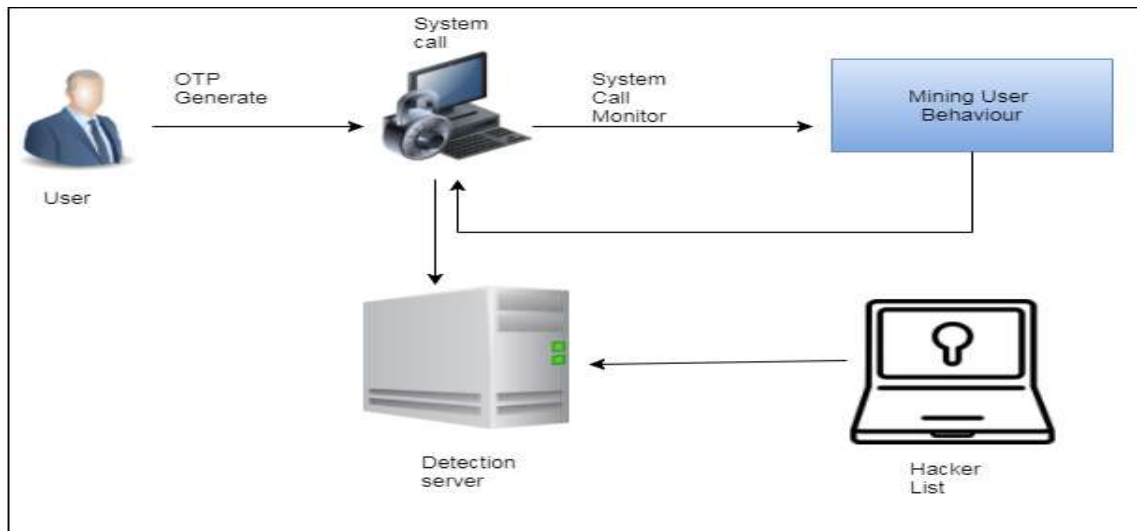 System
call
OTP
Generate
System
Call
Monitor
Mining User
Behaviour
User
Detection
server
Hacker
List